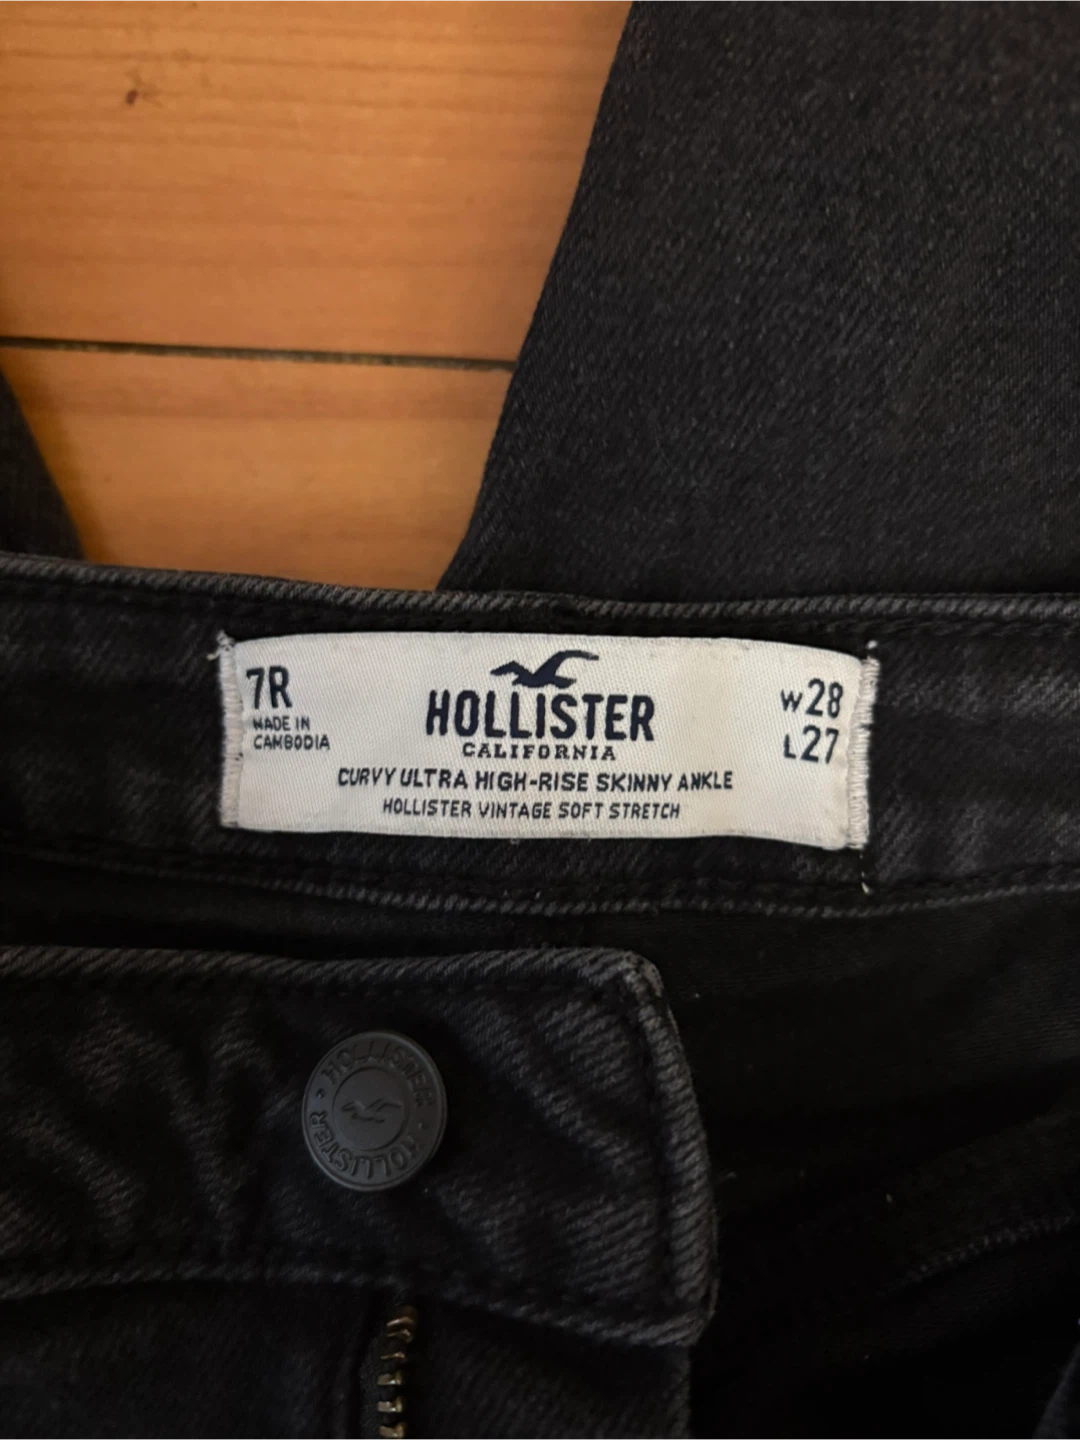 7R
MADE IN
CAMBODIA
HOLLISTER
CALIFORNIA
CURVY ULTRA HIGH-RISE SKINNY ANKLE
HOLLISTER VINTAGE SOFT STRETCH
W28
L27
HOLLISTER • HOLLISTER •